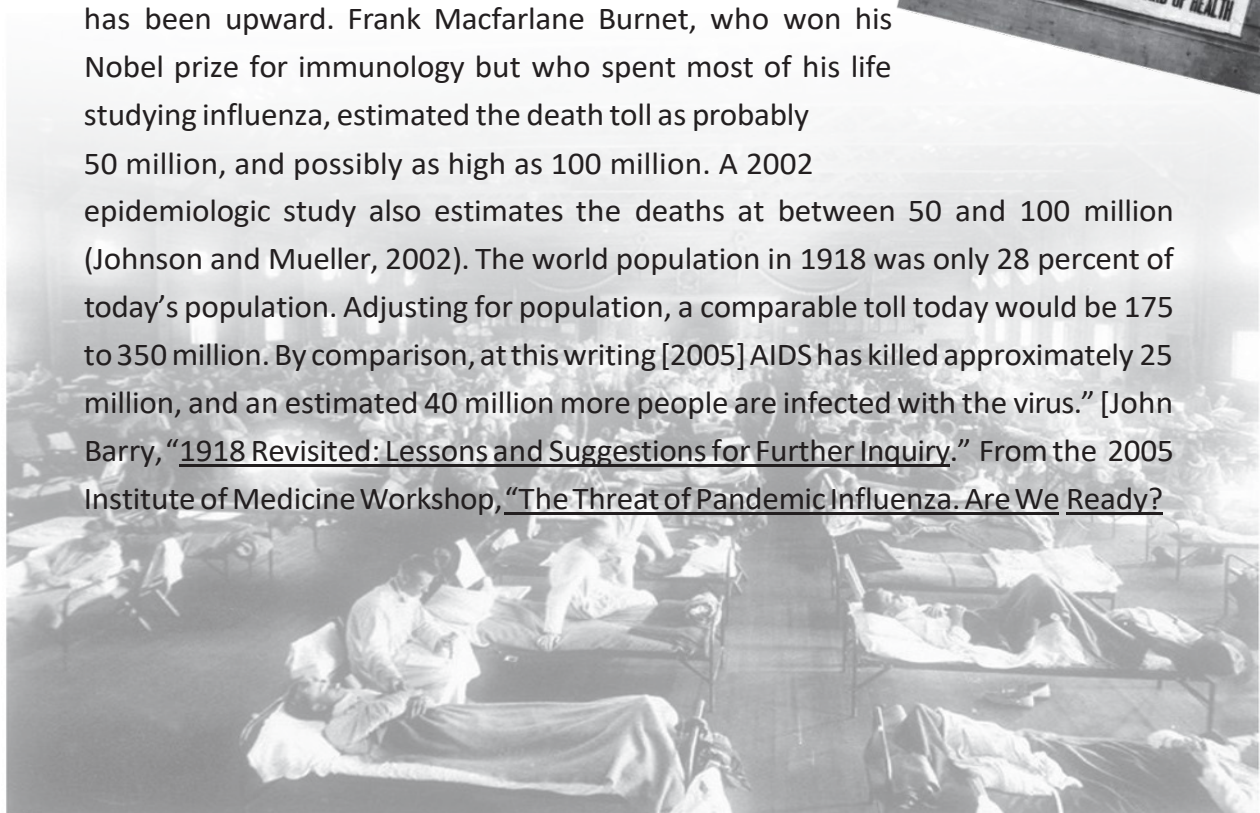 OF HEALTH
has been upward. Frank Macfarlane Burnet, who won his
Nobel prize for immunology but who spent most of his life
studying influenza, estimated the death toll as probably
50 million, and possibly as high as 100 million. A 2002
epidemiologic study also estimates the deaths at between 50 and 100 million
(Johnson and Mueller, 2002). The world population in 1918 was only 28 percent of
today’s population. Adjusting for population, a comparable toll today would be 175
to 350 million. By comparison, at this writing [2005] AIDS has killed approximately 25
million, and an estimated 40 million more people are infected with the virus.” [John
Barry, “1918 Revisited: Lessons and Suggestions for Further Inquiry.” From the 2005
Institute of Medicine Workshop, “The Threat of Pandemic Influenza. Are We Ready?